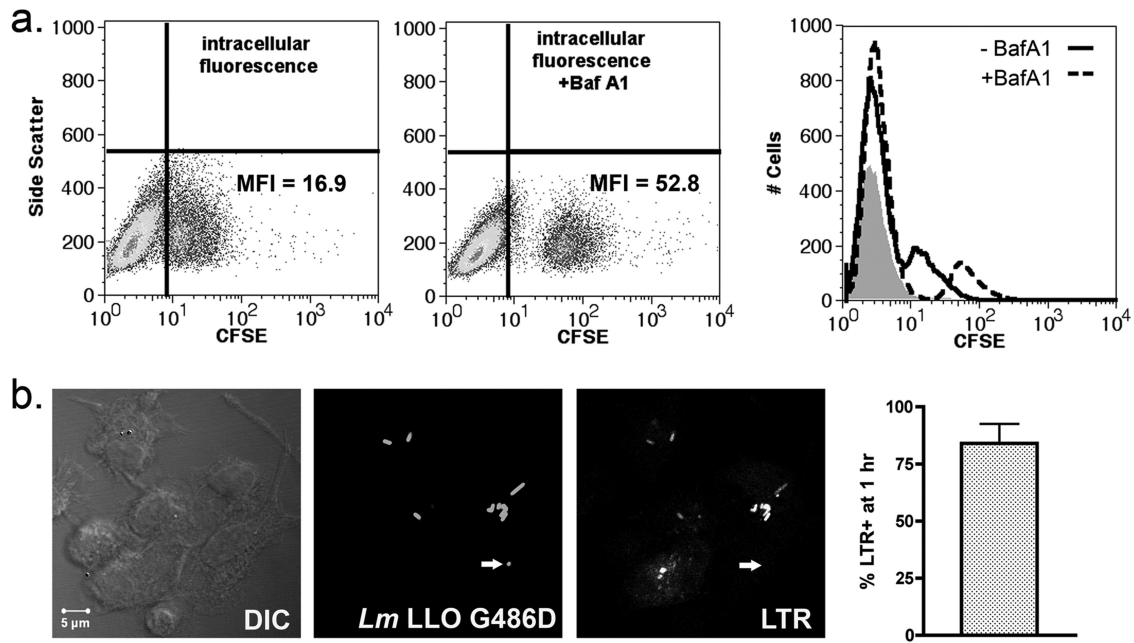 a.
intracellular
fluorescence
MFI = 16.9
Side Scatter
1000
800
600
400
200
0
10^0 10^1 10^2 10^3 10^4
CFSE
intracellular
fluorescence
+Baf A1
MFI = 52.8
1000
800
600
400
200
0
10^0 10^1 10^2 10^3 10^4
CFSE
- BafA1
+BafA1
# Cells
1000
800
600
400
200
0
10^0 10^1 10^2 10^3 10^4
CFSE
b.
5 µm
DIC
Lm LLO G486D
LTR
% LTR+ at 1 hr
100
75
50
25
0